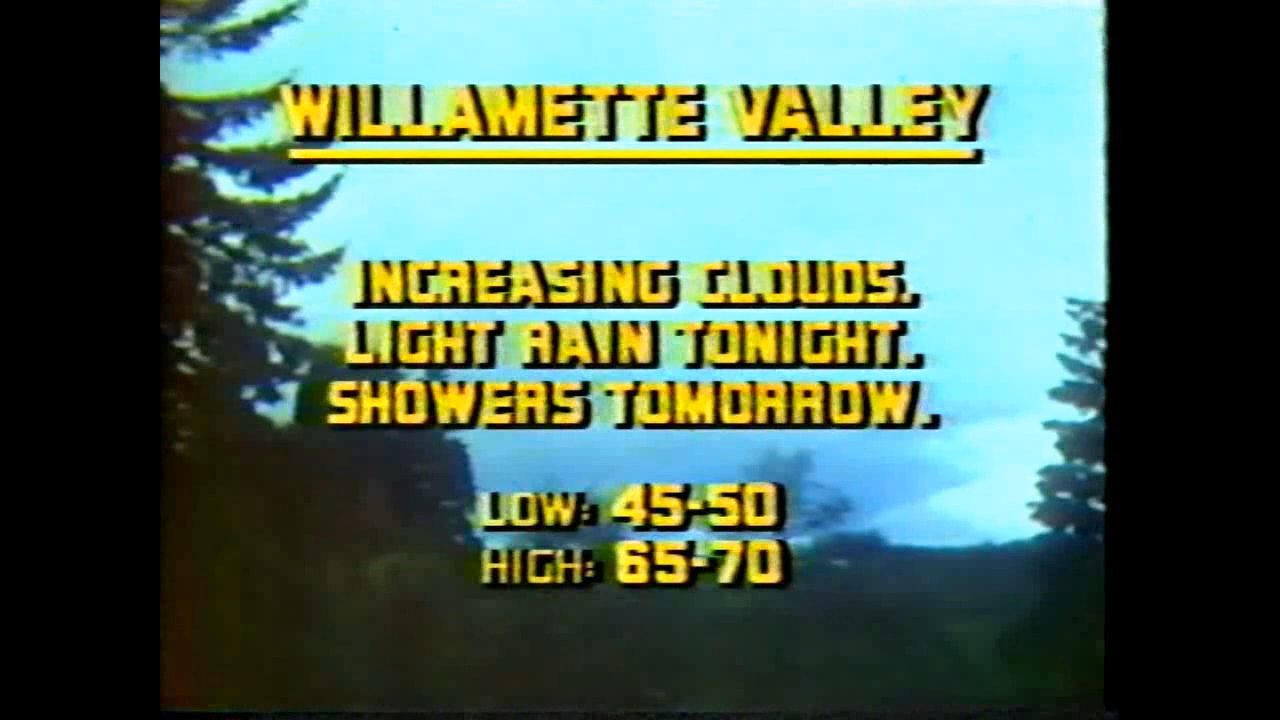 WILLAMETTE VALLEY
INCREASING CLOUDS.
LIGHT RAIN TONIGHT.
SHOWERS TOMORROW.
LOW: 45-50
HIGH: 65-70